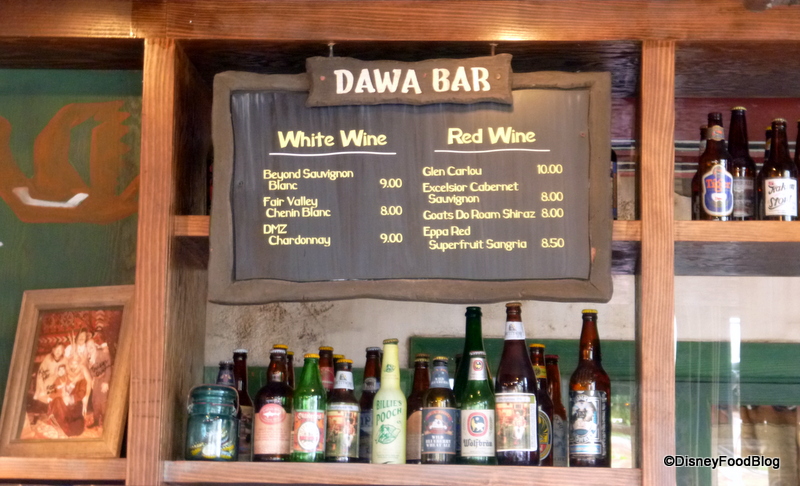 DAWA BAR
White Wine
Beyond Sauvignon
Blanc 9.00
Fair Valley
Chenin Blanc 8.00
DMZ
Chardonnay 9.00
Red Wine
Glen Carlou 10.00
Excelsior Cabernet
Sauvignon 8.00
Goats Do Roam Shiraz 8.00
Eppa Red
Superfruit Sangria 8.50
©DisneyFoodBlog